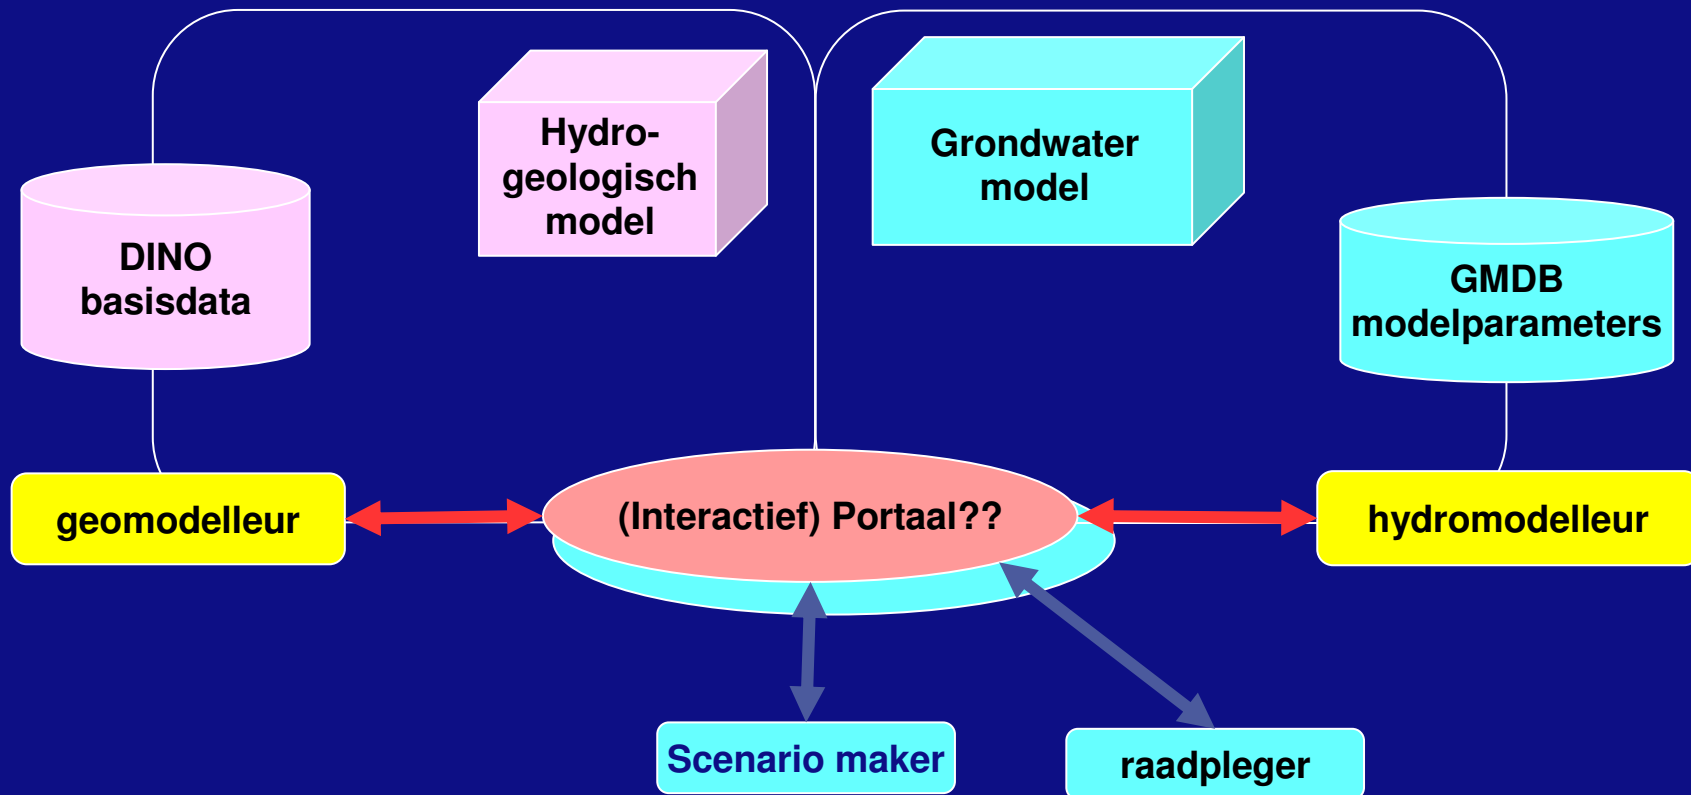 Hydro-
geologisch
model
Grondwater
model
DINO
basisdata
GMDB
modelparameters
geomodelleur
(Interactief) Portaal??
hydromodelleur
Scenario maker
raadpleger